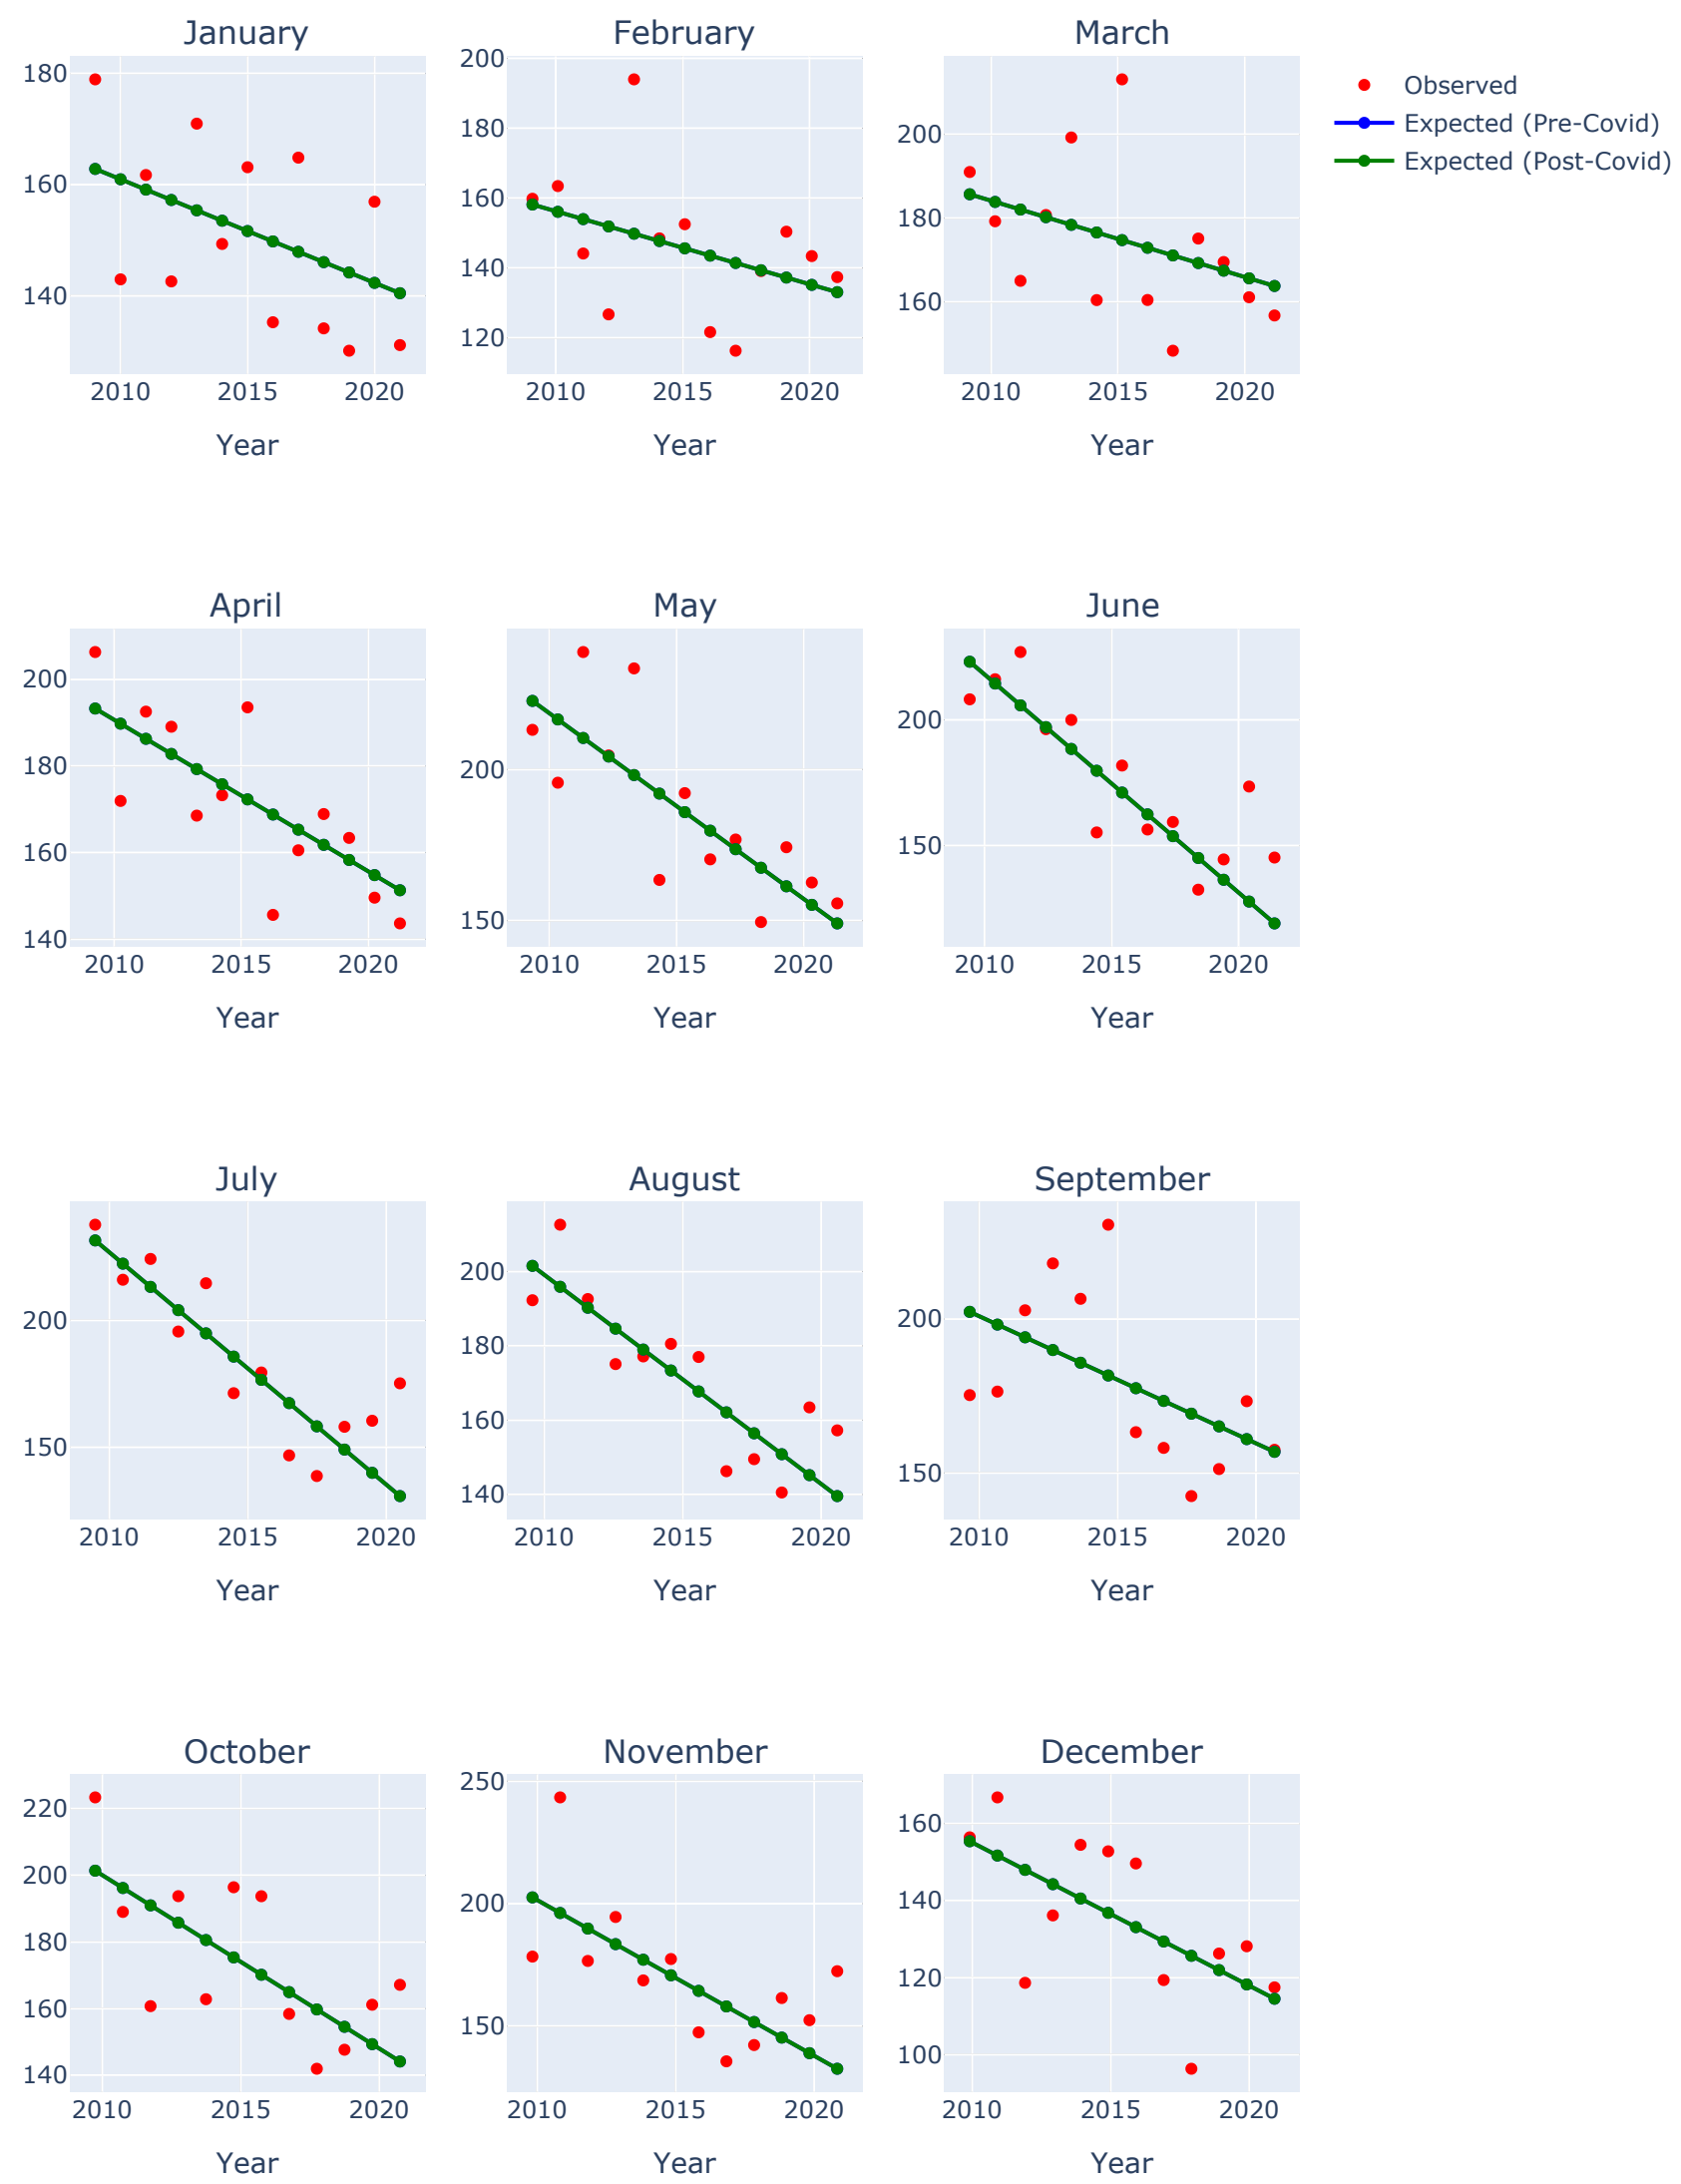 January February March
Observed
Expected (Pre-Covid)
Expected (Post-Covid)
180
160
140
2010 2015 2020
Year
200
180
160
140
120
2010 2015 2020
Year
200
180
160
2010 2015 2020
Year
April May June
200
180
160
140
2010 2015 2020
Year
200
150
2010 2015 2020
Year
200
150
2010 2015 2020
Year
July August September
200
150
2010 2015 2020
Year
200
180
160
140
2010 2015 2020
Year
200
150
2010 2015 2020
Year
October November December
220
200
180
160
140
2010 2015 2020
Year
250
200
150
2010 2015 2020
Year
160
140
120
100
2010 2015 2020
Year